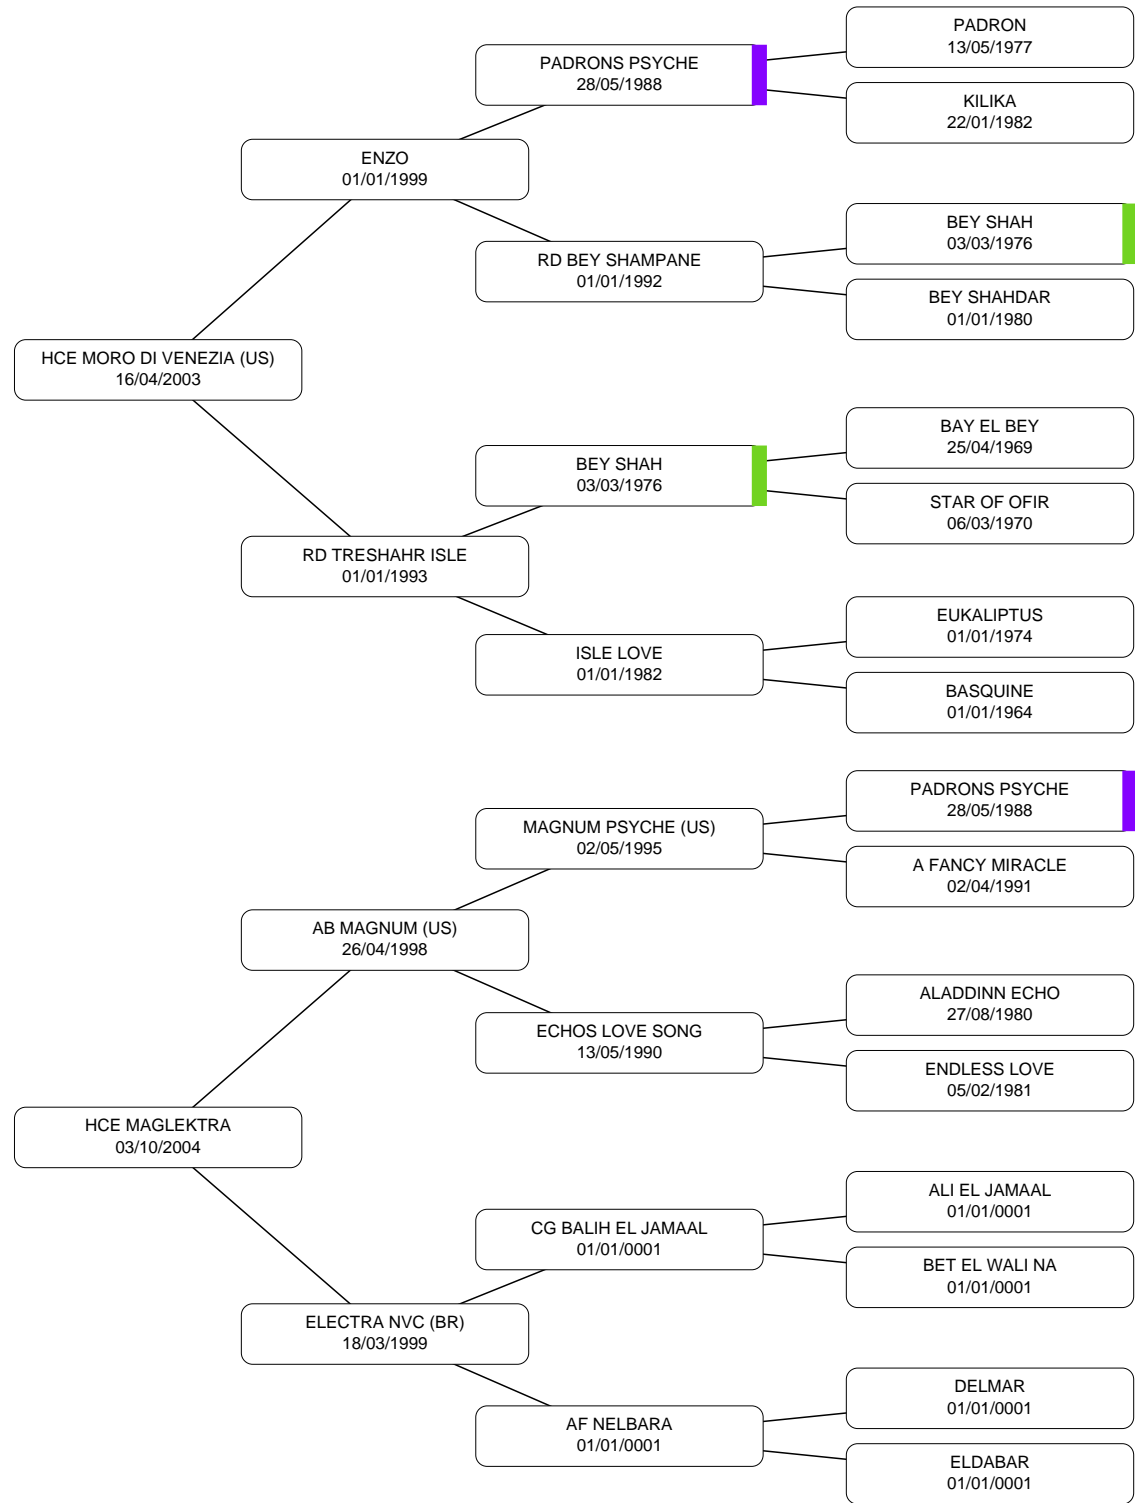 PADRON
13/05/1977
PADRONS PSYCHE
28/05/1988
KILIKA
22/01/1982
ENZO
01/01/1999
BEY SHAH
03/03/1976
RD BEY SHAMPANE
01/01/1992
BEY SHAHDAR
01/01/1980
HCE MORO DI VENEZIA (US)
16/04/2003
BAY EL BEY
25/04/1969
BEY SHAH
03/03/1976
STAR OF OFIR
06/03/1970
RD TRESHAHR ISLE
01/01/1993
EUKALIPTUS
01/01/1974
ISLE LOVE
01/01/1982
BASQUINE
01/01/1964
PADRONS PSYCHE
28/05/1988
MAGNUM PSYCHE (US)
02/05/1995
A FANCY MIRACLE
02/04/1991
AB MAGNUM (US)
26/04/1998
ALADDINN ECHO
27/08/1980
ECHOS LOVE SONG
13/05/1990
ENDLESS LOVE
05/02/1981
HCE MAGLEKTRA
03/10/2004
ALI EL JAMAAL
01/01/0001
CG BALIH EL JAMAAL
01/01/0001
BET EL WALI NA
01/01/0001
ELECTRA NVC (BR)
18/03/1999
DELMAR
01/01/0001
AF NELBARA
01/01/0001
ELDABAR
01/01/0001